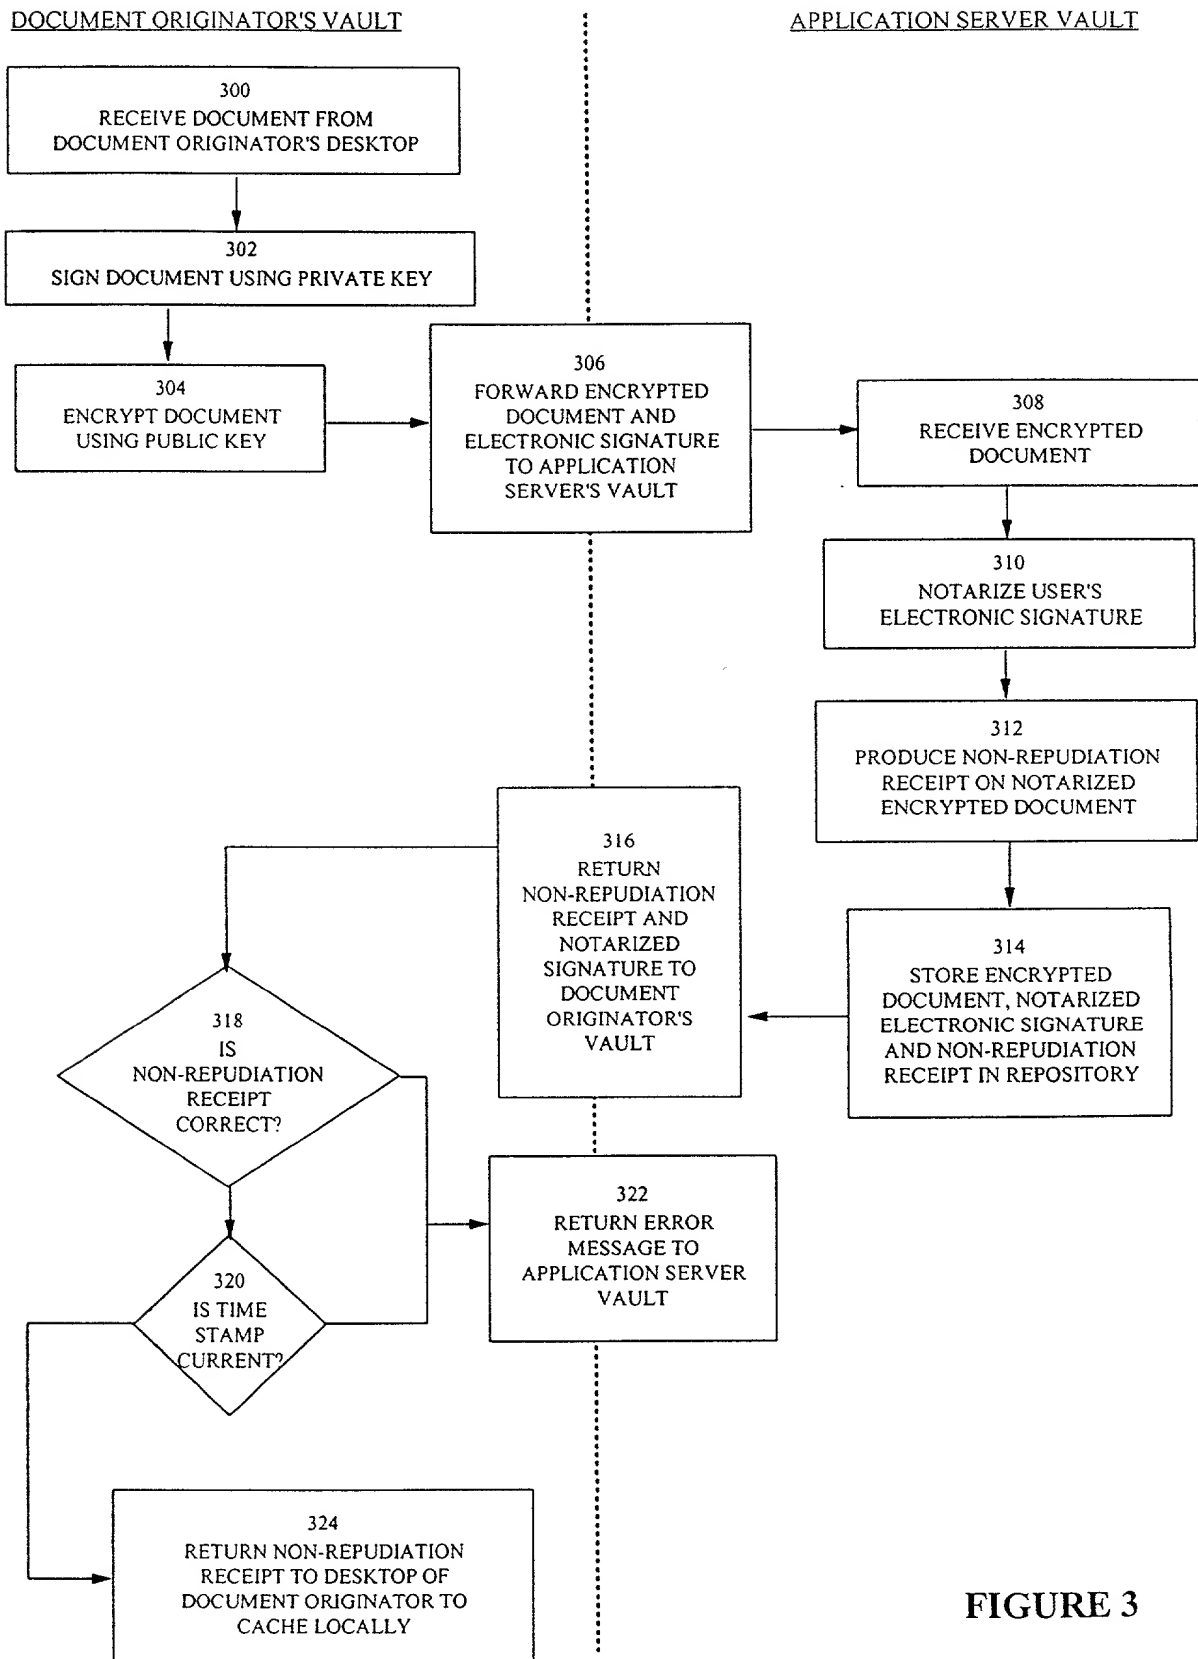 DOCUMENT ORIGINATOR'S VAULT
APPLICATION SERVER VAULT
300
RECEIVE DOCUMENT FROM
DOCUMENT ORIGINATOR'S DESKTOP
302
SIGN DOCUMENT USING PRIVATE KEY
304
ENCRYPT DOCUMENT
USING PUBLIC KEY
306
FORWARD ENCRYPTED
DOCUMENT AND
ELECTRONIC SIGNATURE
TO APPLICATION
SERVER'S VAULT
308
RECEIVE ENCRYPTED
DOCUMENT
310
NOTARIZE USER'S
ELECTRONIC SIGNATURE
312
PRODUCE NON-REPUDIATION
RECEIPT ON NOTARIZED
ENCRYPTED DOCUMENT
314
STORE ENCRYPTED
DOCUMENT, NOTARIZED
ELECTRONIC SIGNATURE
AND NON-REPUDIATION
RECEIPT IN REPOSITORY
316
RETURN
NON-REPUDIATION
RECEIPT AND
NOTARIZED
SIGNATURE TO
DOCUMENT
ORIGINATOR'S
VAULT
318
IS
NON-REPUDIATION
RECEIPT
CORRECT?
320
IS TIME
STAMP
CURRENT?
322
RETURN ERROR
MESSAGE TO
APPLICATION SERVER
VAULT
324
RETURN NON-REPUDIATION
RECEIPT TO DESKTOP OF
DOCUMENT ORIGINATOR TO
CACHE LOCALLY
FIGURE 3